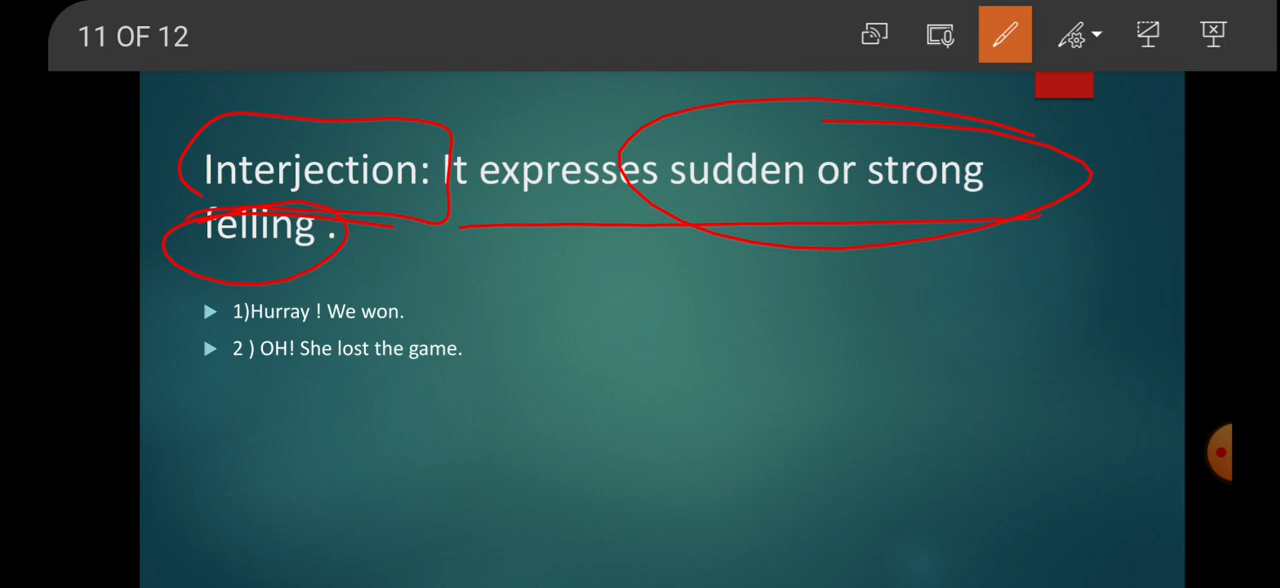 11 OF 12
Interjection: It expresses sudden or strong
felling .
1)Hurray ! We won.
2 ) OH! She lost the game.